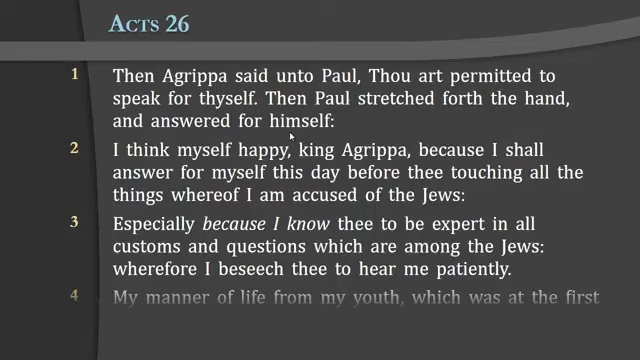 Acts 26
1 Then Agrippa said unto Paul, Thou art permitted to
speak for thyself. Then Paul stretched forth the hand,
and answered for himself:
2 I think myself happy, king Agrippa, because I shall
answer for myself this day before thee touching all the
things whereof I am accused of the Jews:
3 Especially because I know thee to be expert in all
customs and questions which are among the Jews:
wherefore I beseech thee to hear me patiently.
4 My manner of life from my youth, which was at the first